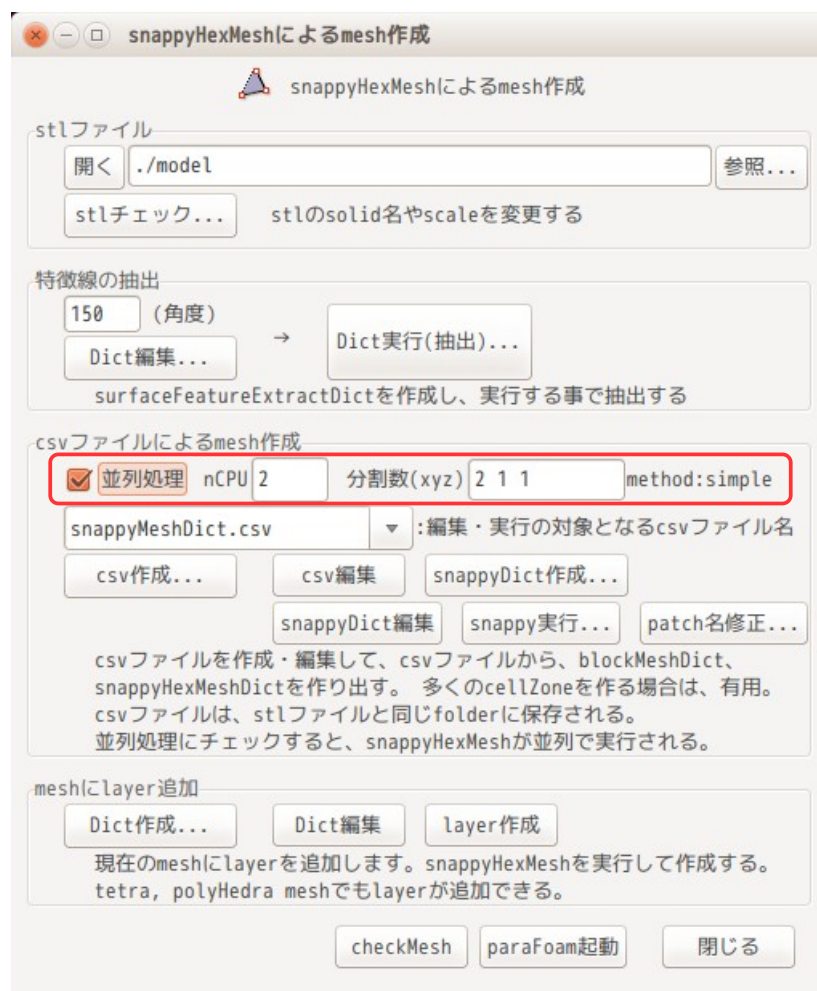 snappyHexMeshによるmesh作成
snappyHexMeshによるmesh作成
stlファイル
開く ./model 参照...
stlチェック... stlのsolid名やscaleを変更する
特徴線の抽出
150 (角度)
→ Dict実行(抽出)...
Dict編集...
surfaceFeatureExtractDictを作成し、実行する事で抽出する
csvファイルによるmesh作成
並列処理 nCPU 2 分割数(xyz) 2 1 1 method:simple
snappyMeshDict.csv :編集・実行の対象となるcsvファイル名
csv作成... csv編集 snappyDict作成...
snappyDict編集 snappy実行... patch名修正...
csvファイルを作成・編集して、csvファイルから、blockMeshDict、
snappyHexMeshDictを作り出す。 多くのcellZoneを作る場合は、有用。
csvファイルは、stlファイルと同じfolderに保存される。
並列処理にチェックすると、snappyHexMeshが並列で実行される。
meshにlayer追加
Dict作成... Dict編集 layer作成
現在のmeshにlayerを追加します。snappyHexMeshを実行して作成する。
tetra, polyHedra meshでもlayerが追加できる。
checkMesh paraFoam起動 閉じる